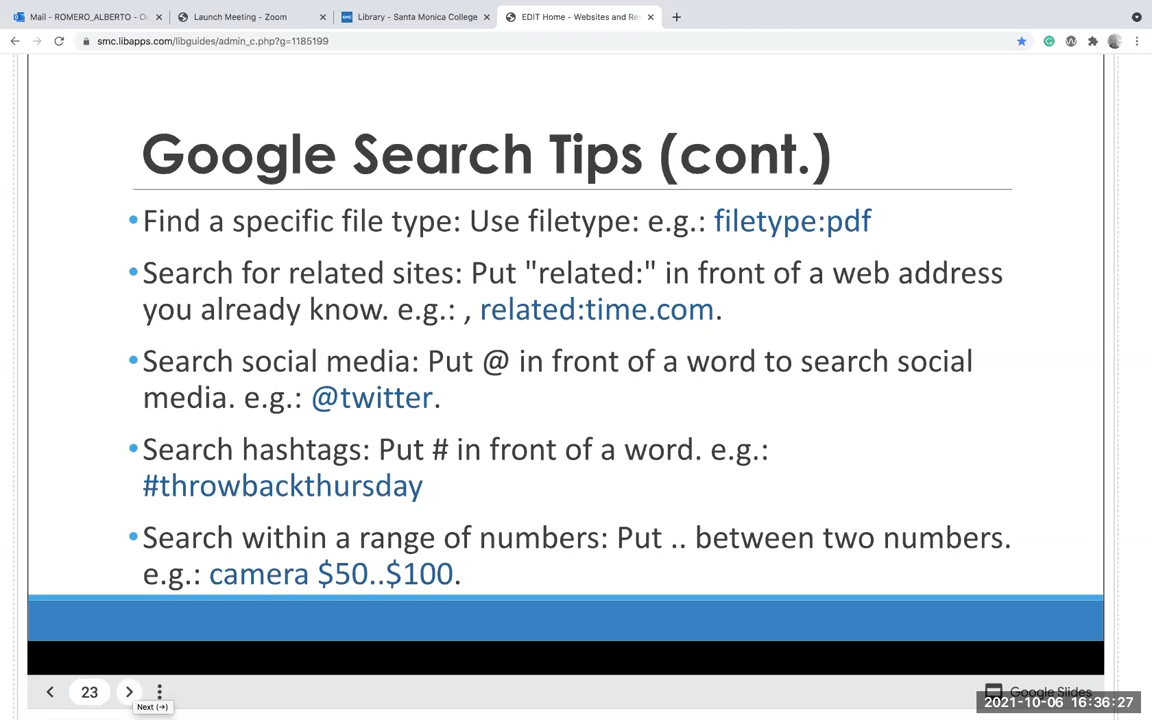 Mail - ROMERO_ALBERTO - Ou
Launch Meeting - Zoom
Library - Santa Monica College
EDIT Home - Websites and Res
smc.libapps.com/libguides/admin_c.php?g=1185199
Google Search Tips (cont.)
•Find a specific file type: Use filetype: e.g.: filetype:pdf
•Search for related sites: Put "related:" in front of a web address
you already know. e.g.: , related:time.com.
•Search social media: Put @ in front of a word to search social
media. e.g.: @twitter.
•Search hashtags: Put # in front of a word. e.g.:
#throwbackthursday
•Search within a range of numbers: Put .. between two numbers.
e.g.: camera $50..$100.
23
Next (→)
Google Slides
2021-10-06 16:36:27